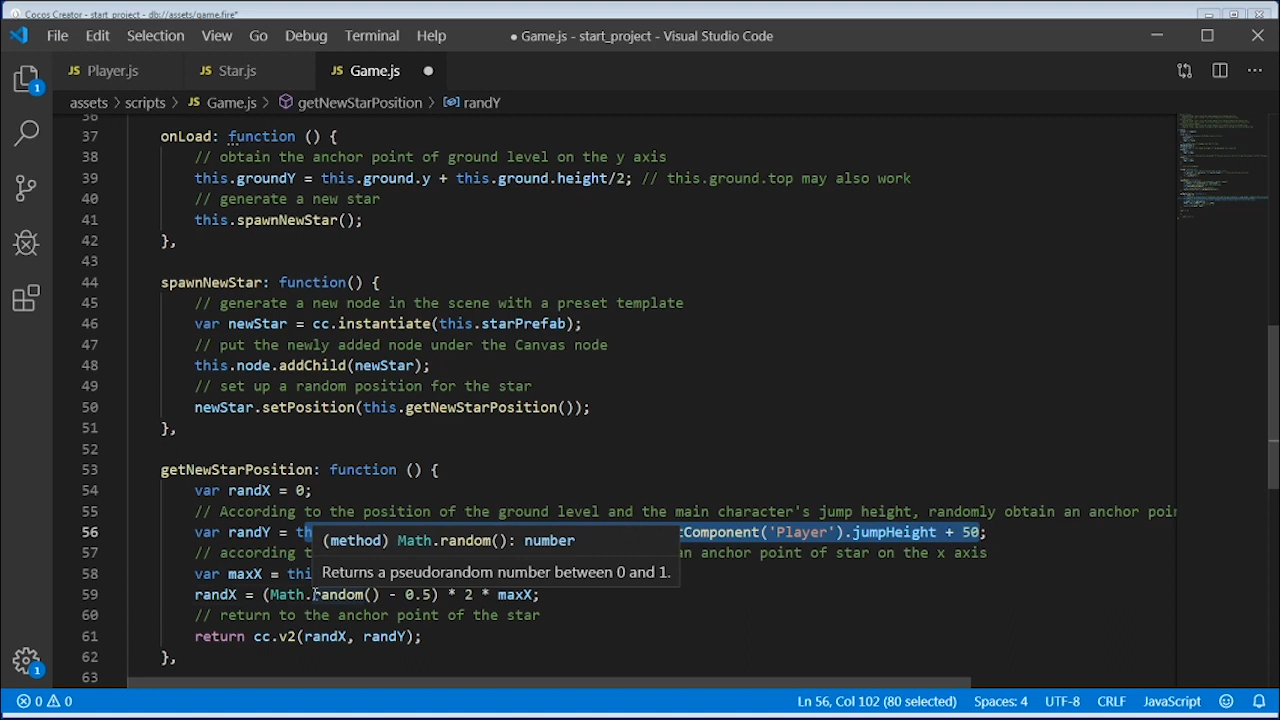 Cocos Creator - start_project - db://assets/game.fire*
File Edit Selection View Go Debug Terminal Help ● Game.js - start_project - Visual Studio Code
JS Player.js JS Star.js JS Game.js ●
assets > scripts > JS Game.js > getNewStarPosition > randY
36
37 onLoad: function () {
38 // obtain the anchor point of ground level on the y axis
39 this.groundY = this.ground.y + this.ground.height/2; // this.ground.top may also work
40 // generate a new star
41 this.spawnNewStar();
42 },
43
44 spawnNewStar: function() {
45 // generate a new node in the scene with a preset template
46 var newStar = cc.instantiate(this.starPrefab);
47 // put the newly added node under the Canvas node
48 this.node.addChild(newStar);
49 // set up a random position for the star
50 newStar.setPosition(this.getNewStarPosition());
51 },
52
53 getNewStarPosition: function () {
54 var randX = 0;
55 // According to the position of the ground level and the main character's jump height, randomly obtain an anchor poi
56 var randY = th tComponent('Player').jumpHeight + 50;
(method) Math.random(): number
57 // according t an anchor point of star on the x axis
Returns a pseudorandom number between 0 and 1.
58 var maxX = thi
59 randX = (Math.random() - 0.5) * 2 * maxX;
60 // return to the anchor point of the star
61 return cc.v2(randX, randY);
62 },
63
1
1
0 0 Ln 56, Col 102 (80 selected) Spaces: 4 UTF-8 CRLF JavaScript